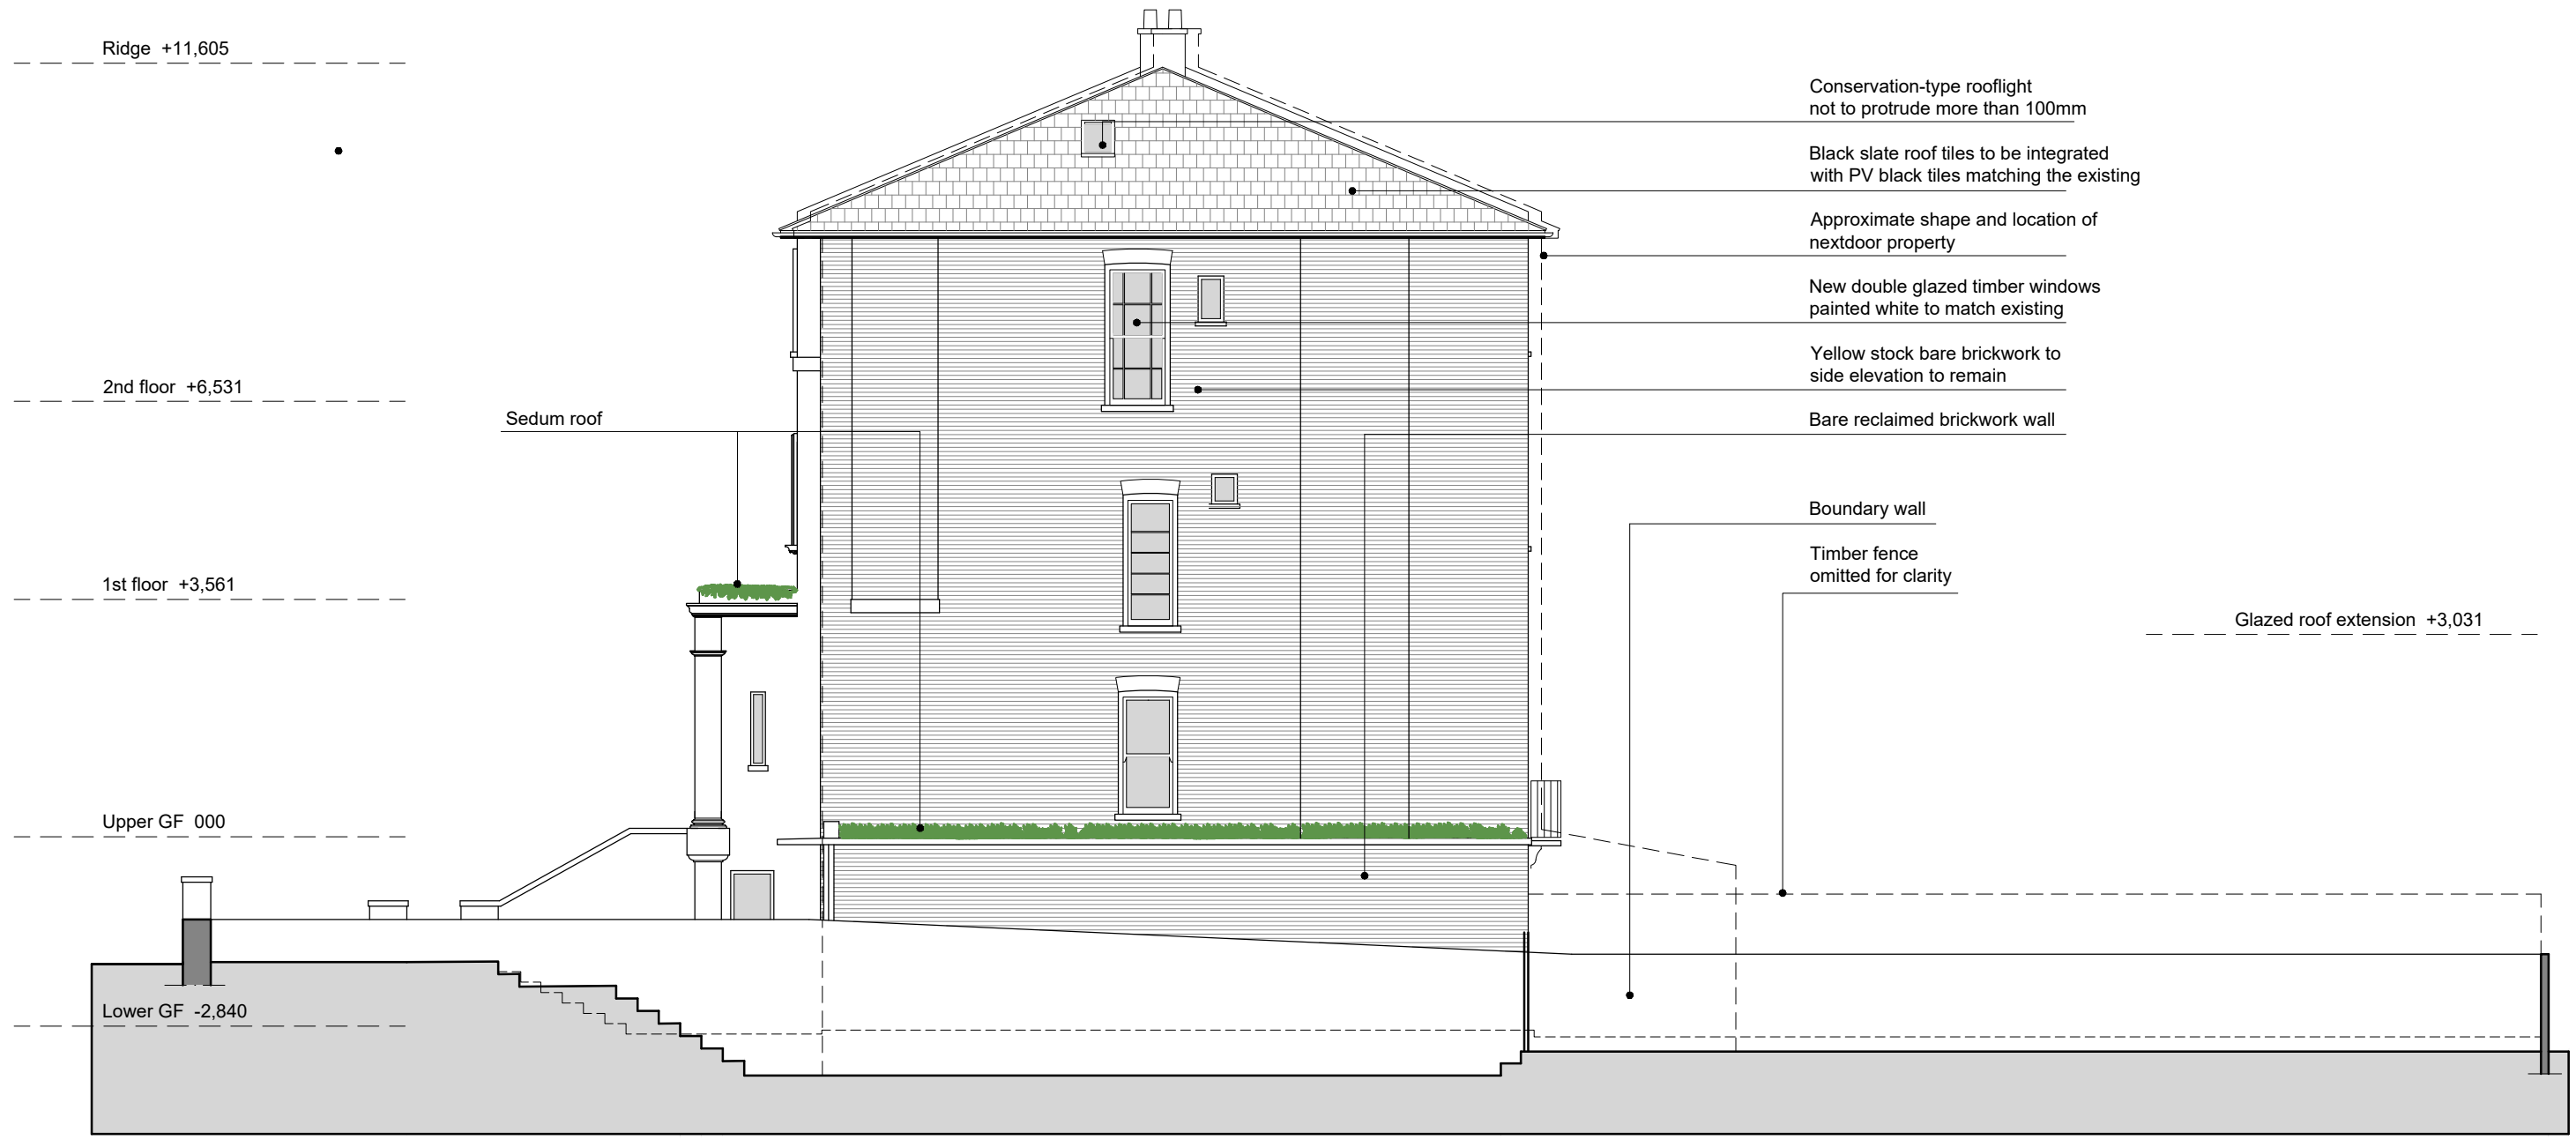 Ridge +11,605
2nd floor +6,531
Sedum roof
1st floor +3,561
Upper GF 000
Lower GF -2,840
Conservation-type rooflight
not to protrude more than 100mm
Black slate roof tiles to be integrated
with PV black tiles matching the existing
Approximate shape and location of
nextdoor property
New double glazed timber windows
painted white to match existing
Yellow stock bare brickwork to
side elevation to remain
Bare reclaimed brickwork wall
Boundary wall
Timber fence
omitted for clarity
Glazed roof extension +3,031